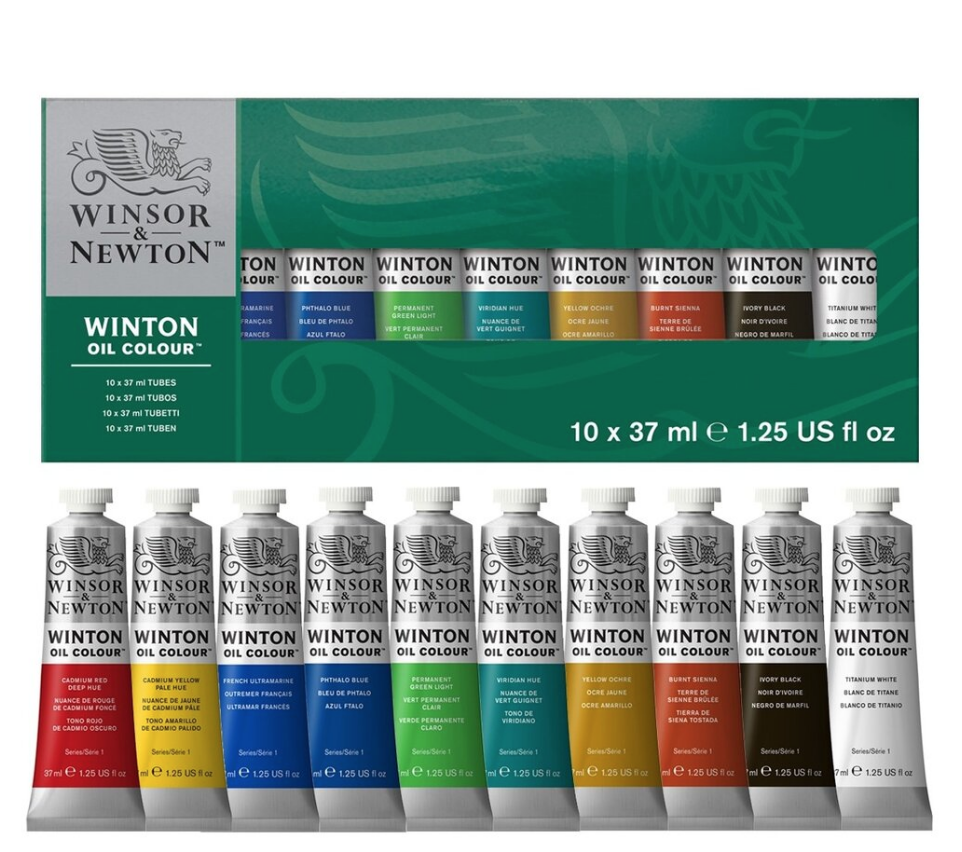 WINSOR
&
NEWTON™
WINTON
OIL COLOUR™
10 x 37 ml TUBES
10 x 37 ml TUBOS
10 x 37 ml TUBETTI
10 x 37 ml TUBEN
TON WINTON WINTON WINTON WINTON WINTON WINTON WINTO
LOUR™ OIL COLOUR™ OIL COLOUR™ OIL COLOUR™ OIL COLOUR™ OIL COLOUR™ OIL COLOUR™ OIL COLO
RAMARINE
FRANÇAIS
FRANCÉS
PHTHALO BLUE
BLEU DE PHTALO
AZUL FTALO
PERMANENT
GREEN LIGHT
VERT PERMANENT
CLAIR
VIRIDIAN HUE
NUANCE DE
VERT GUIGNET
YELLOW OCHRE
OCRE JAUNE
OCRE AMARILLO
BURNT SIENNA
TERRE DE
SIENNE BRÛLÉE
IVORY BLACK
NOIR D'IVOIRE
NEGRO DE MARFIL
TITANIUM WHIT
BLANC DE TITAN
BLANCO DE TITA
10 x 37 ml ℮ 1.25 US fl oz
WINSOR
&
NEWTON
WINTON
OIL COLOUR™
CADMIUM RED
DEEP HUE
NUANCE DE ROUGE
DE CADMIUM FONCÉ
TONO ROJO
DE CADMIO OSCURO
Series/Série 1
37 ml ℮ 1.25 US fl oz
WINSOR
&
NEWTON
WINTON
OIL COLOUR™
CADMIUM YELLOW
PALE HUE
NUANCE DE JAUNE
DE CADMIUM PÂLE
TONO AMARILLO
DE CADMIO PALIDO
Series/Série 1
ml ℮ 1.25 US fl oz
WINSOR
&
NEWTON
WINTON
OIL COLOUR™
FRENCH ULTRAMARINE
OUTREMER FRANÇAIS
ULTRAMAR FRANCÉS
Series/Série 1
ml ℮ 1.25 US fl oz
WINSOR
&
NEWTON
WINTON
OIL COLOUR™
PHTHALO BLUE
BLEU DE PHTALO
AZUL FTALO
Series/Série 1
ml ℮ 1.25 US fl oz
WINSOR
&
NEWTON
WINTON
OIL COLOUR™
PERMANENT
GREEN LIGHT
VERT PERMANENT
CLAIR
VERDE PERMANENTE
CLARO
Series/Série 1
ml ℮ 1.25 US fl oz
WINSOR
&
NEWTON
WINTON
OIL COLOUR™
VIRIDIAN HUE
NUANCE DE
VERT GUIGNET
TONO DE
VIRIDIANO
Series/Série 1
ml ℮ 1.25 US fl oz
WINSOR
&
NEWTON
WINTON
OIL COLOUR™
YELLOW OCHRE
OCRE JAUNE
OCRE AMARILLO
Series/Série 1
ml ℮ 1.25 US fl oz
WINSOR
&
NEWTON
WINTON
OIL COLOUR™
BURNT SIENNA
TERRE DE
SIENNE BRÛLÉE
TIERRA DE
SIENA TOSTADA
Series/Série 1
ml ℮ 1.25 US fl oz
WINSOR
&
NEWTON
WINTON
OIL COLOUR™
IVORY BLACK
NOIR D'IVOIRE
NEGRO DE MARFIL
Series/Série 1
7 ml ℮ 1.25 US fl oz
WINSOR
&
NEWTON
WINTON
OIL COLOUR™
TITANIUM WHITE
BLANC DE TITANE
BLANCO DE TITANIO
Series/Série 1
7 ml ℮ 1.25 US fl oz